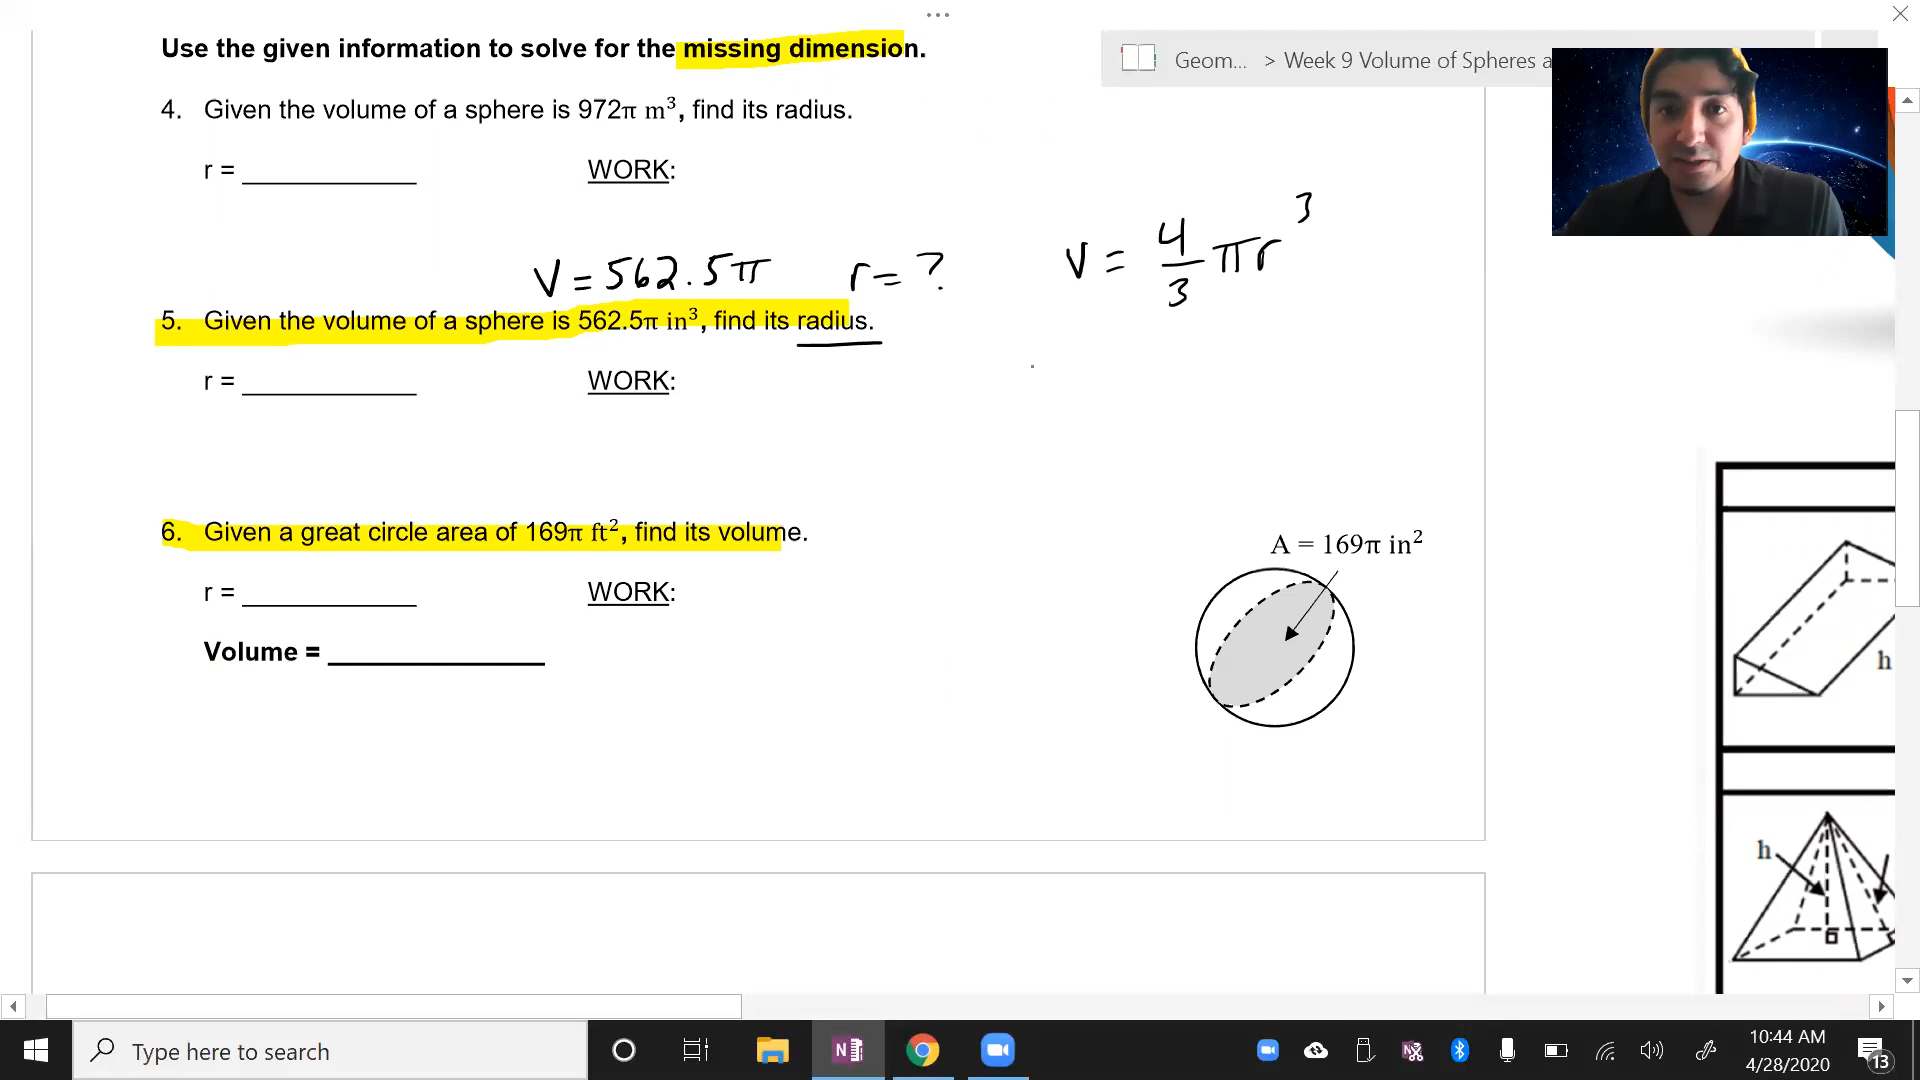 Use the given information to solve for the missing dimension.
Geom... > Week 9 Volume of Spheres a
4. Given the volume of a sphere is 972π m³, find its radius.
r = ____________ WORK:
V = 562.5π r = ? V = 4/3 πr³
5. Given the volume of a sphere is 562.5π in³, find its radius.
r = ____________ WORK:
6. Given a great circle area of 169π ft², find its volume.
A = 169π in²
r = ____________ WORK:
Volume = _______________
h
h
Type here to search
N
10:44 AM
4/28/2020
13